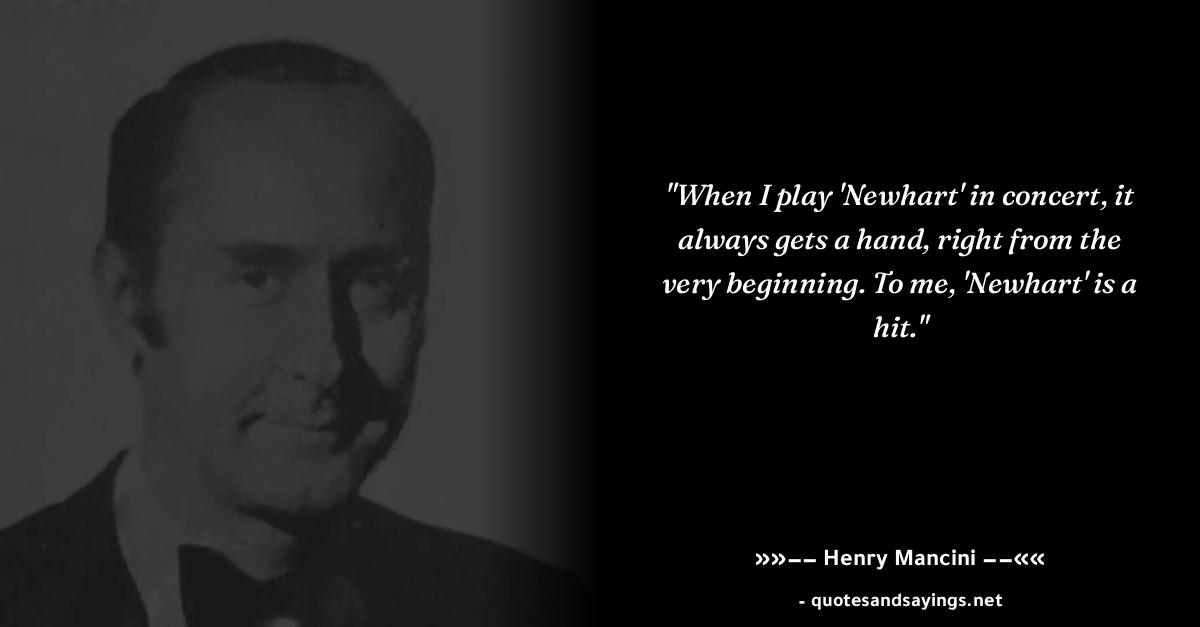 "When I play 'Newhart' in concert, it
always gets a hand, right from the
very beginning. To me, 'Newhart' is a
hit."
»»−− Henry Mancini −−««
- quotesandsayings.net